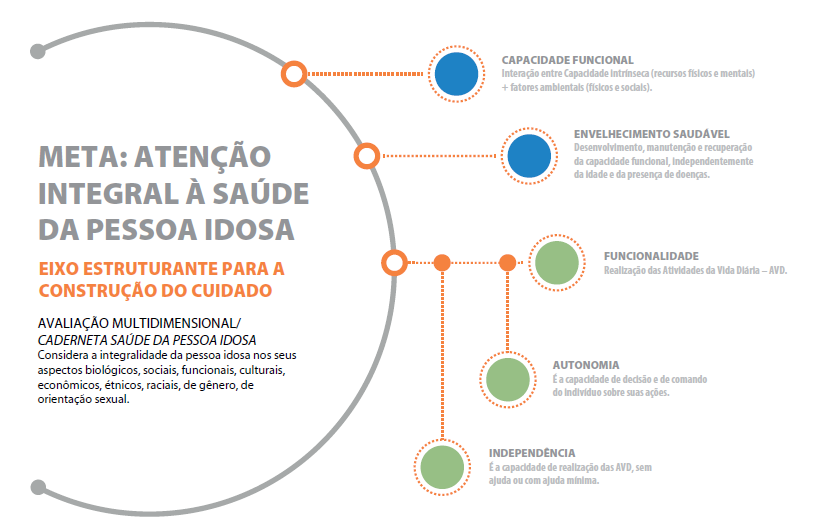 META: ATENÇÃO
INTEGRAL À SAÚDE
DA PESSOA IDOSA
EIXO ESTRUTURANTE PARA A
CONSTRUÇÃO DO CUIDADO
AVALIAÇÃO MULTIDIMENSIONAL/
CADERNETA SAÚDE DA PESSOA IDOSA
Considera a integralidade da pessoa idosa nos seus
aspectos biológicos, sociais, funcionais, culturais,
econômicos, étnicos, raciais, de gênero, de
orientação sexual.
CAPACIDADE FUNCIONAL
Interação entre Capacidade Intrínseca (recursos físicos e mentais)
+ fatores ambientais (físicos e sociais).
ENVELHECIMENTO SAUDÁVEL
Desenvolvimento, manutenção e recuperação
da capacidade funcional, independentemente
da idade e da presença de doenças.
FUNCIONALIDADE
Realização das Atividades da Vida Diária – AVD.
AUTONOMIA
É a capacidade de decisão e de comando
do indivíduo sobre suas ações.
INDEPENDÊNCIA
É a capacidade de realização das AVD, sem
ajuda ou com ajuda mínima.